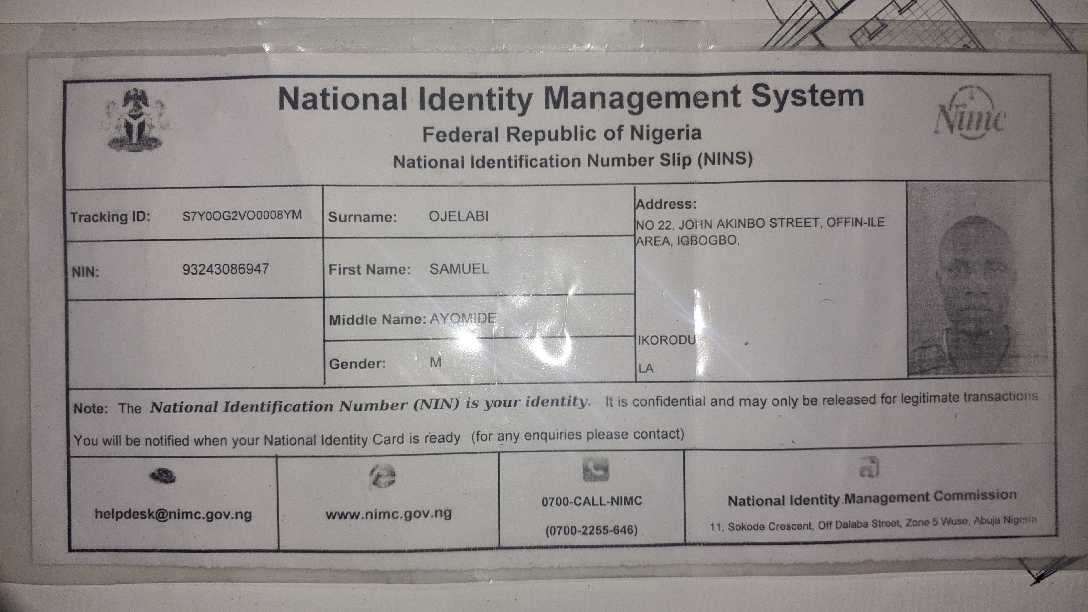 National Identity Management System
Federal Republic of Nigeria
National Identification Number Slip (NINS)
Nimc
Tracking ID: S7Y0OG2VO0008YM
Surname: OJELABI
Address:
NO 22, JOHN AKINBO STREET, OFFIN-ILE
AREA, IGBOGBO,
NIN: 93243086947
First Name: SAMUEL
Middle Name: AYOMIDE
IKORODU
Gender: M
LA
Note: The National Identification Number (NIN) is your identity. It is confidential and may only be released for legitimate transactions
You will be notified when your National Identity Card is ready (for any enquiries please contact)
helpdesk@nimc.gov.ng
www.nimc.gov.ng
0700-CALL-NIMC
(0700-2255-646)
National Identity Management Commission
11, Sokode Crescent, Off Dalaba Street, Zone 5 Wuse, Abuja Nigeria